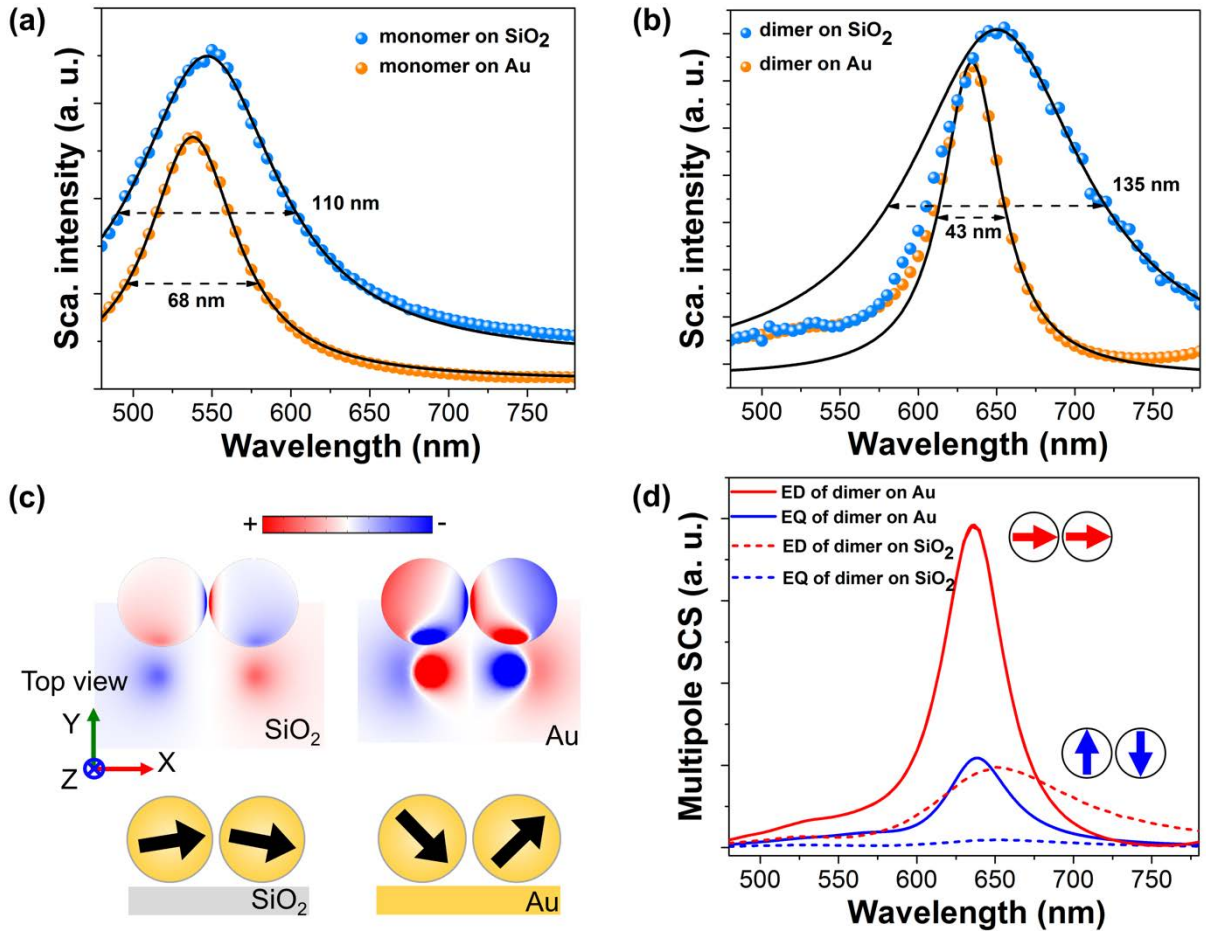 (a)
monomer on SiO₂
monomer on Au
110 nm
68 nm
Sca. intensity (a. u.)
500 550 600 650 700 750
Wavelength (nm)
(b)
dimer on SiO₂
dimer on Au
135 nm
43 nm
Sca. intensity (a. u.)
500 550 600 650 700 750
Wavelength (nm)
(c)
+ -
Top view
Y
Z X
SiO₂
Au
SiO₂
Au
(d)
ED of dimer on Au
EQ of dimer on Au
ED of dimer on SiO₂
EQ of dimer on SiO₂
Multipole SCS (a. u.)
500 550 600 650 700 750
Wavelength (nm)